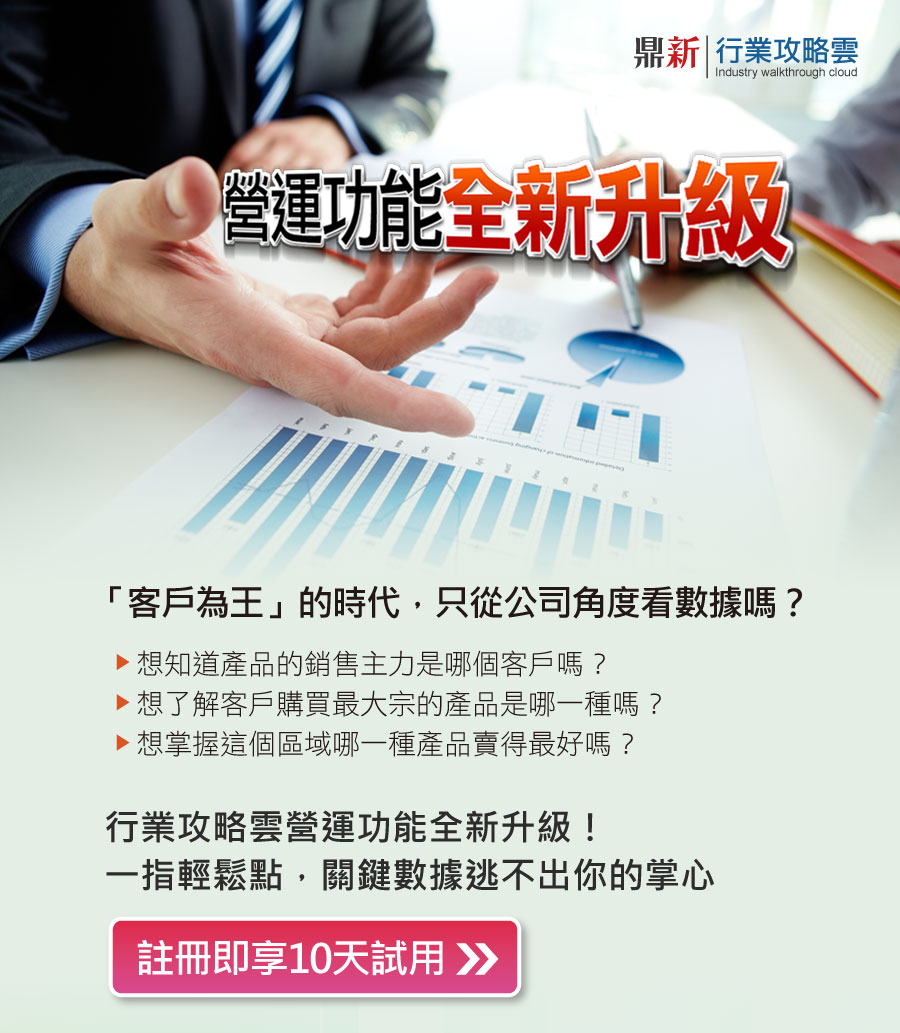 鼎新 行業攻略雲
Industry walkthrough cloud
營運功能全新升級
「客戶為王」的時代，只從公司角度看數據嗎？
▶想知道產品的銷售主力是哪個客戶嗎？
▶想了解客戶購買最大宗的產品是哪一種嗎？
▶想掌握這個區域哪一種產品賣得最好嗎？
行業攻略雲營運功能全新升級！
一指輕鬆點，關鍵數據逃不出你的掌心
註冊即享10天試用